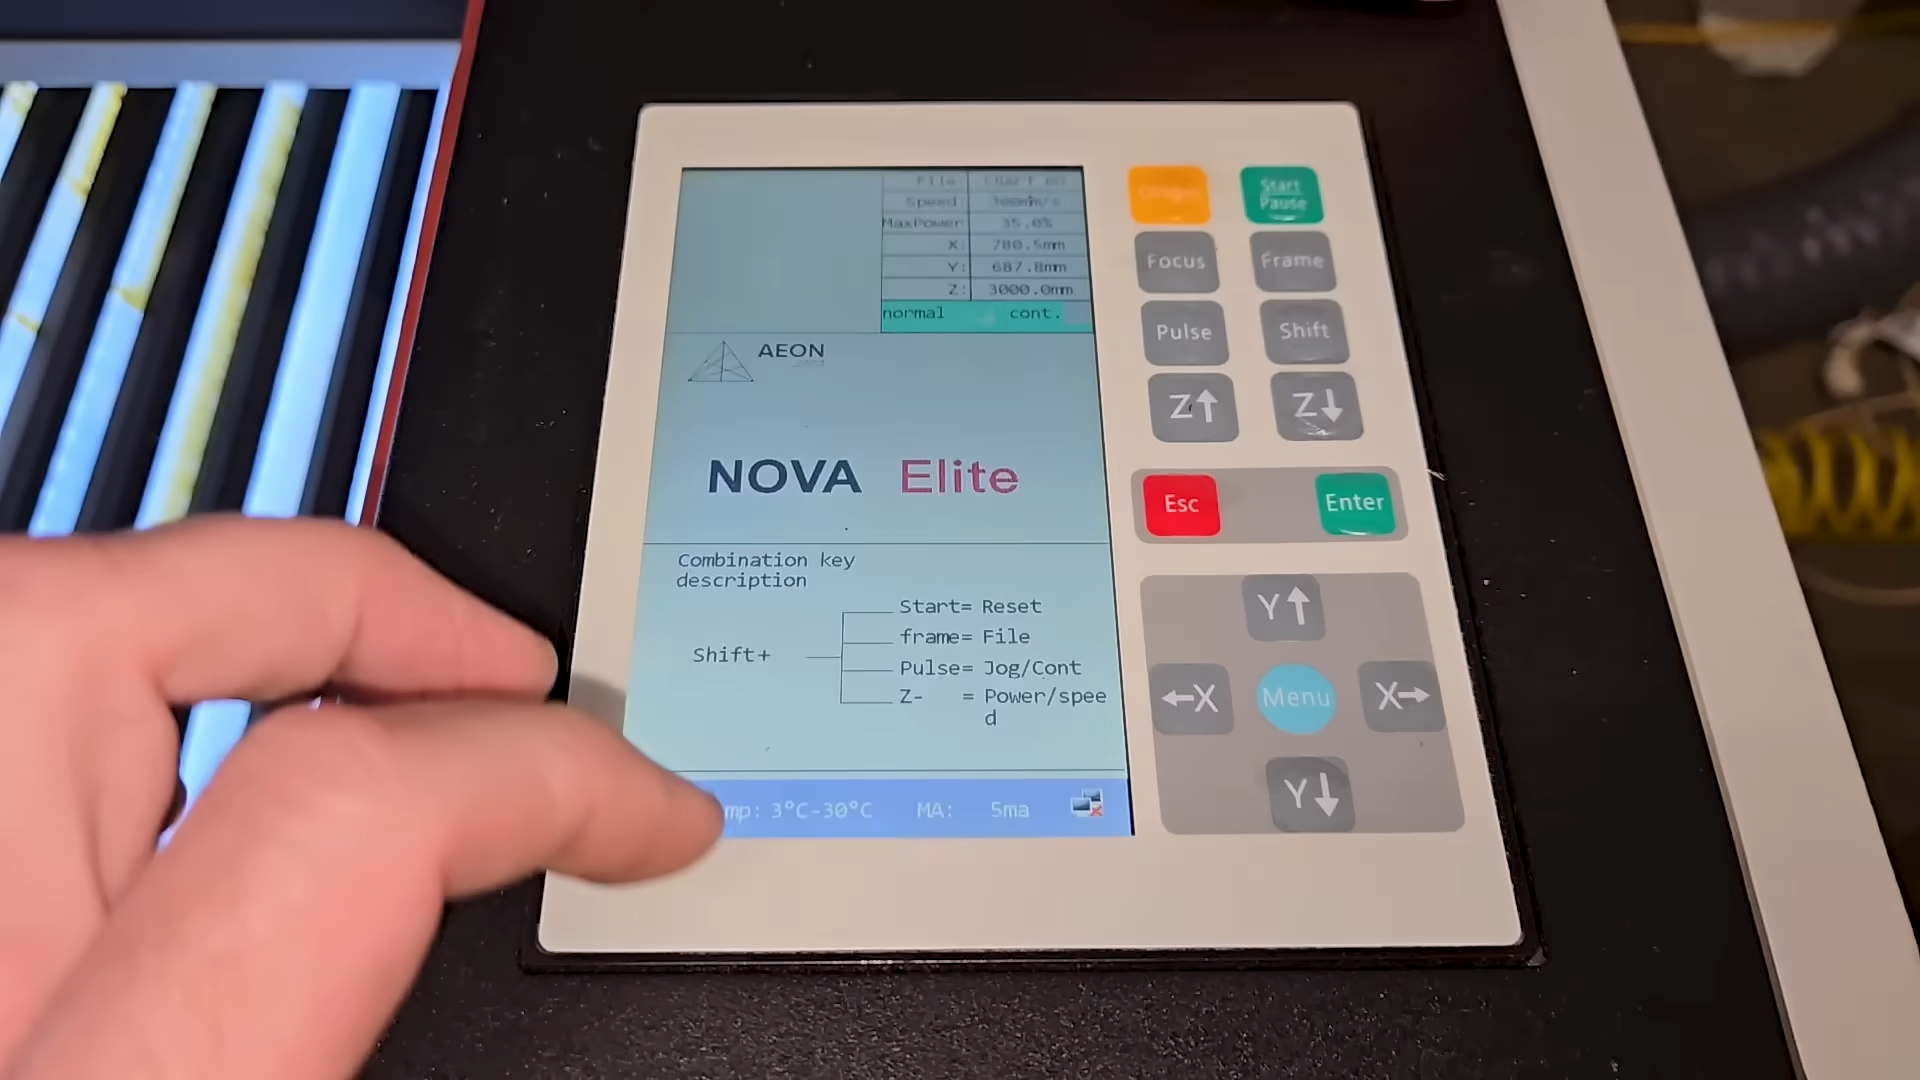 File:
Speed
MaxPower 35.0%
X: 780.5mm
Y: 687.8mm
Z: 3000.0mm
normal cont.
AEON
NOVA Elite
Combination key
description
Shift+
Start= Reset
frame= File
Pulse= Jog/Cont
Z- = Power/spee
d
mp: 3°C-30°C MA: 5ma
Origin
Start
Pause
Focus
Frame
Pulse
Shift
Z↑
Z↓
Esc
Enter
Y↑
←X
Menu
X→
Y↓